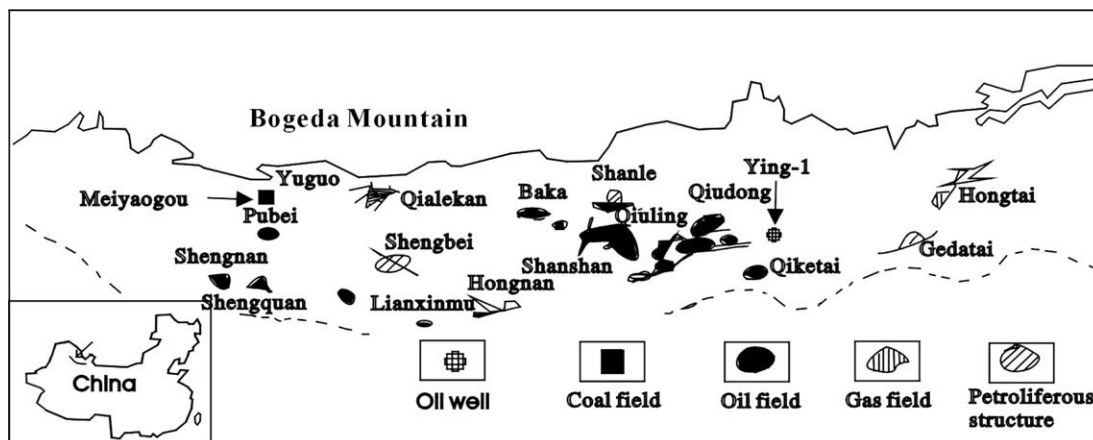 Bogeda Mountain
Yuguo
Meiyaogou
Pubei
Qialekan
Baka
Shanle
Qiudong
Ying-1
Hongtai
Qiuling
Shengbei
Shengnan
Shanshan
Gedatai
Qiketai
Shengquan
Lianxinmu
Hongnan
China
Oll well
Coal field
Oil field
Gas field
Petroliferous
structure